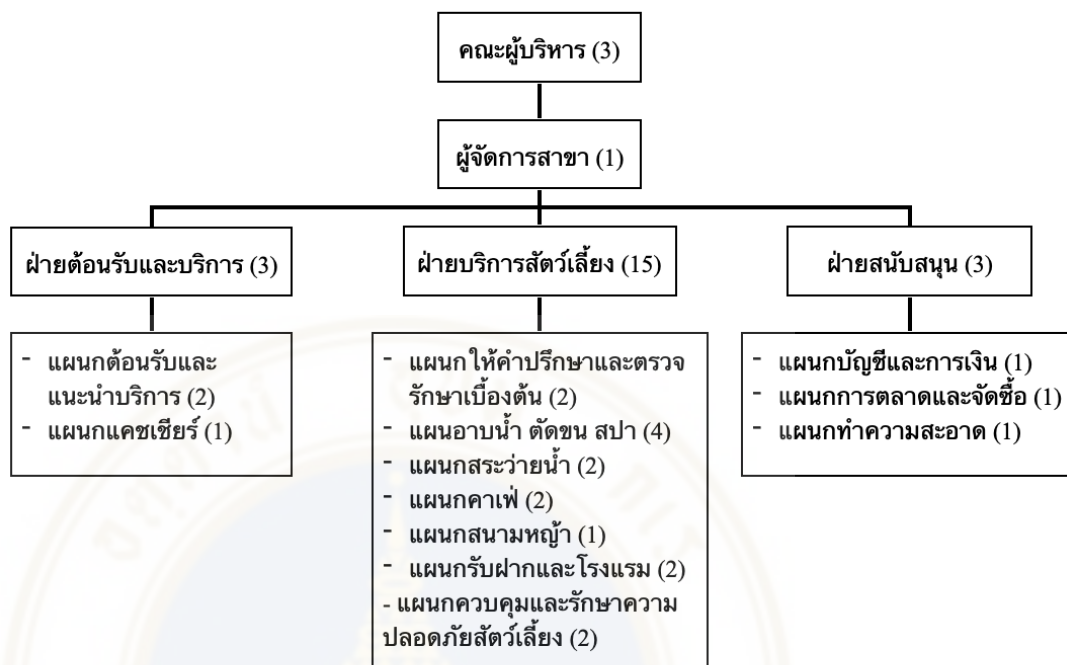 คณะผู้บริหาร (3)
ผู้จัดการสาขา (1)
ฝ่ายต้อนรับและบริการ (3)
- แผนกต้อนรับและ
แนะนำบริการ (2)
- แผนกแคชเชียร์ (1)
ฝ่ายบริการสัตว์เลี้ยง (15)
- แผนกให้คำปรึกษาและตรวจ
รักษาเบื้องต้น (2)
- แผนอาบน้ำ ตัดขน สปา (4)
- แผนกสระว่ายน้ำ (2)
- แผนกคาเฟ่ (2)
- แผนกสนามหญ้า (1)
- แผนกรับฝากและโรงแรม (2)
- แผนกควบคุมและรักษาความ
ปลอดภัยสัตว์เลี้ยง (2)
ฝ่ายสนับสนุน (3)
- แผนกบัญชีและการเงิน (1)
- แผนกการตลาดและจัดซื้อ (1)
- แผนกทำความสะอาด (1)